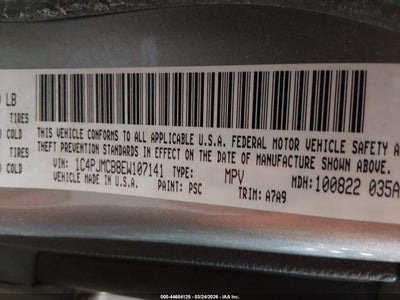 LB
TIRES
COLD
TIRES
COLD
THIS VEHICLE CONFORMS TO ALL APPLICABLE U.S.A. FEDERAL MOTOR VEHICLE SAFETY A
THEFT PREVENTION STANDARDS IN EFFECT ON THE DATE OF MANUFACTURE SHOWN ABOVE.
VIN: 1C4PJMCB8EW107141 TYPE: MPV MDH:100822 035A
VEHICLE MADE IN U.S.A. PAINT: PSC TRIM: A7A9
000-44684125 - 03/24/2026 - IAA Inc.